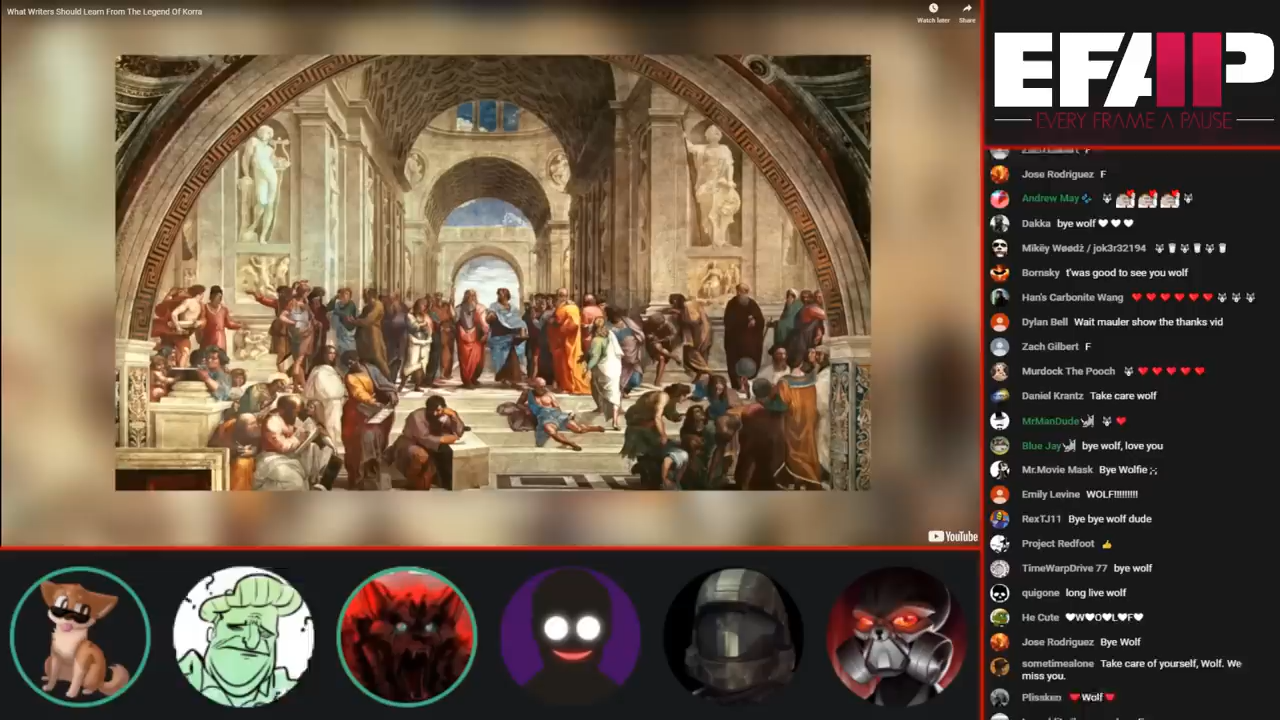 What Writers Should Learn From The Legend Of Korra
Watch later
Share
YouTube
EFAP
EVERY FRAME A PAUSE
Jose Rodriguez F
Andrew May
Dakka bye wolf
Mikëy Wøødż / jok3r32194
Bornsky t'was good to see you wolf
Han's Carbonite Wang
Dylan Bell Wait mauler show the thanks vid
Zach Gilbert F
Murdock The Pooch
Daniel Krantz Take care wolf
MrManDude
Blue Jay bye wolf, love you
Mr.Movie Mask Bye Wolfie ;
Emily Levine WOLF!!!!!!!!!
RexTJ11 Bye bye wolf dude
Project Redfoot
TimeWarpDrive 77 bye wolf
quigone long live wolf
He Cute ♥W♥O♥L♥F♥
Jose Rodriguez Bye Wolf
sometimealone Take care of yourself, Wolf. We
miss you.
Plissken Wolf